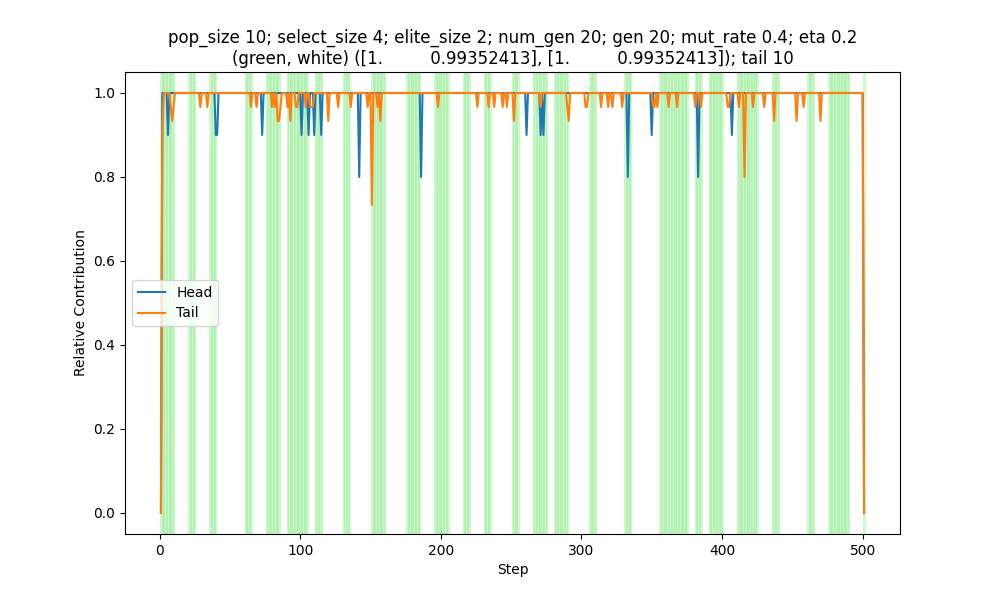 pop_size 10; select_size 4; elite_size 2; num_gen 20; gen 20; mut_rate 0.4; eta 0.2
(green, white) ([1.          0.99352413], [1.          0.99352413]); tail 10
1.0
0.8
0.6
0.4
0.2
0.0
Relative Contribution
Head
Tail
0
100
200
300
400
500
Step